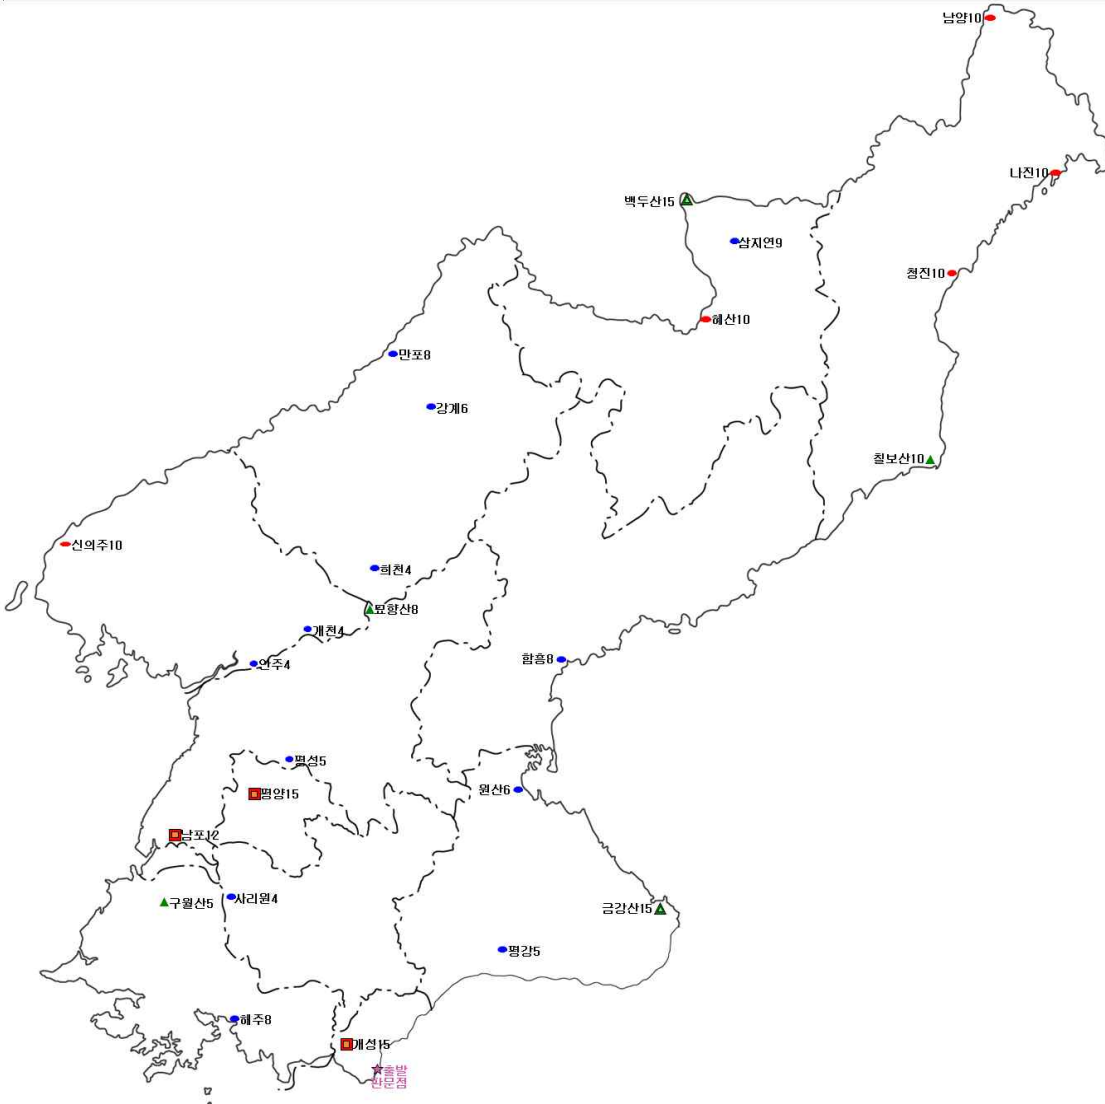 남양10
나진10
백두산15
삼지연9
청진10
혜산10
만포8
강계6
칠보산10
신의주10
희천4
묘향산8
개천4
안주4
함흥8
평성5
원산6
평양15
남포12
사리원4
구월산5
금강산15
평강5
해주8
개성15
출발
판문점